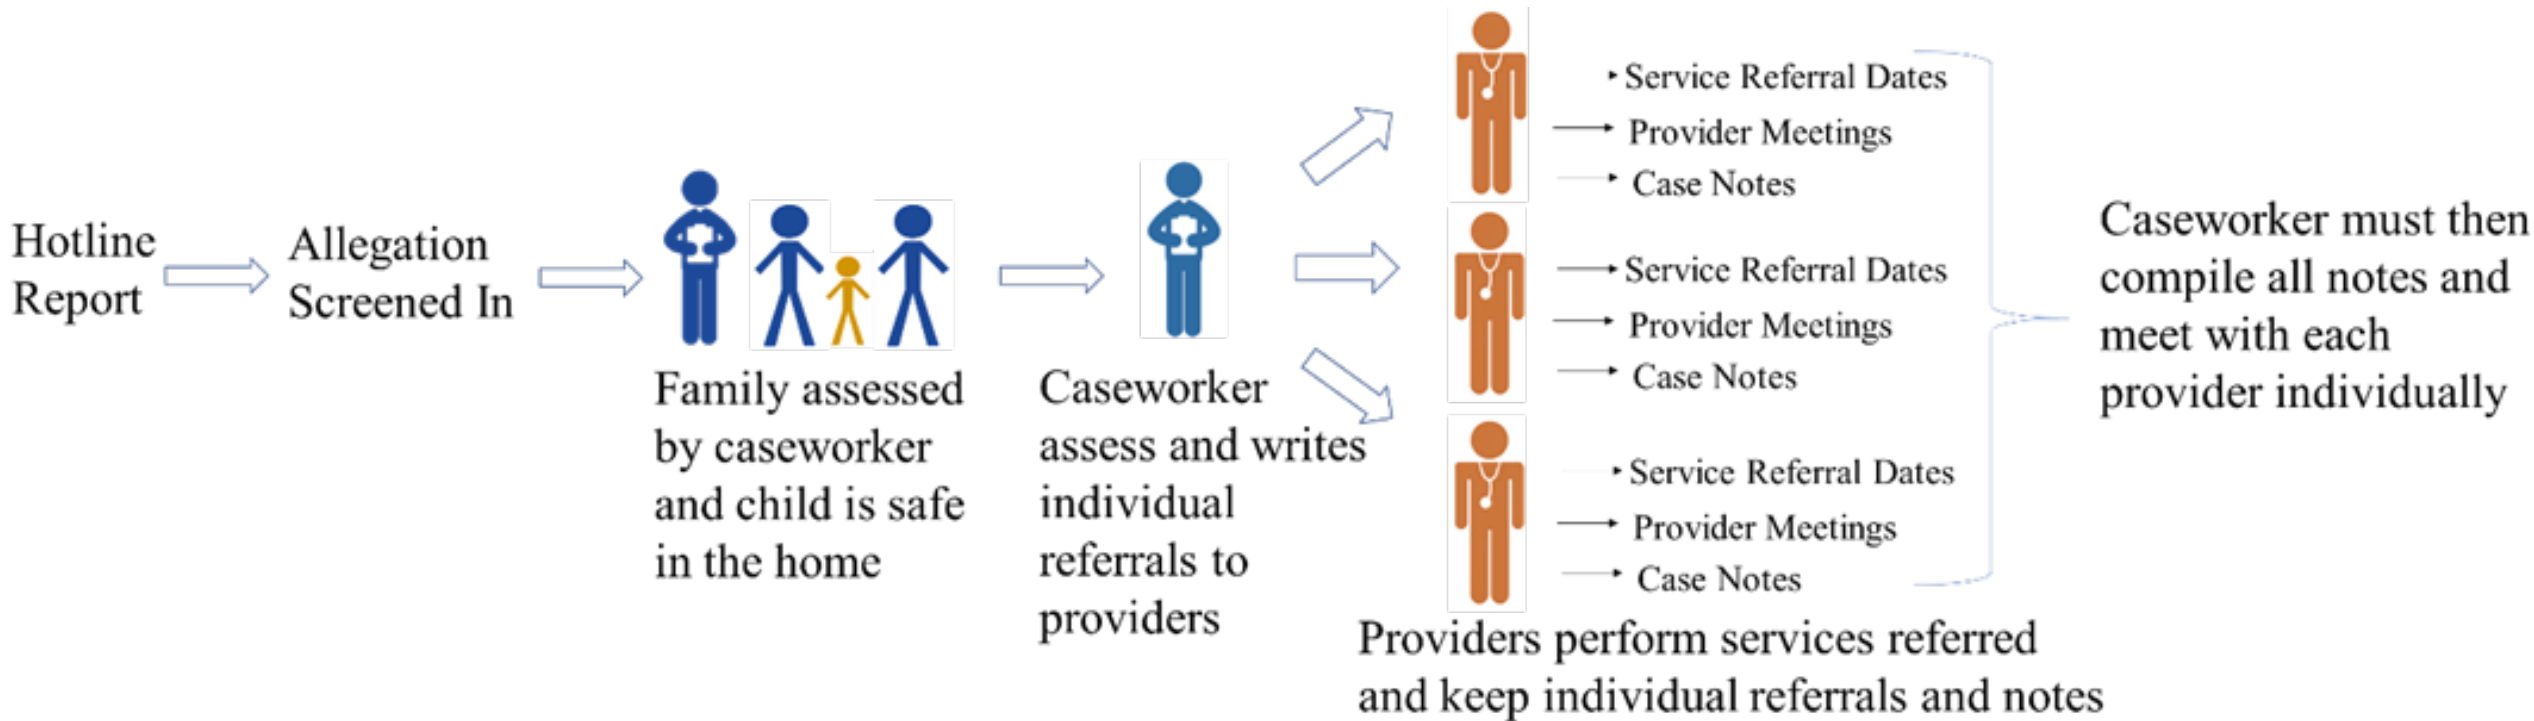 Hotline
Report
Allegation
Screened In
Family assessed
by caseworker
and child is safe
in the home
Caseworker
assess and writes
individual
referrals to
providers
Service Referral Dates
Provider Meetings
Case Notes
Service Referral Dates
Provider Meetings
Case Notes
Service Referral Dates
Provider Meetings
Case Notes
Providers perform services referred
and keep individual referrals and notes
Caseworker must then
compile all notes and
meet with each
provider individually